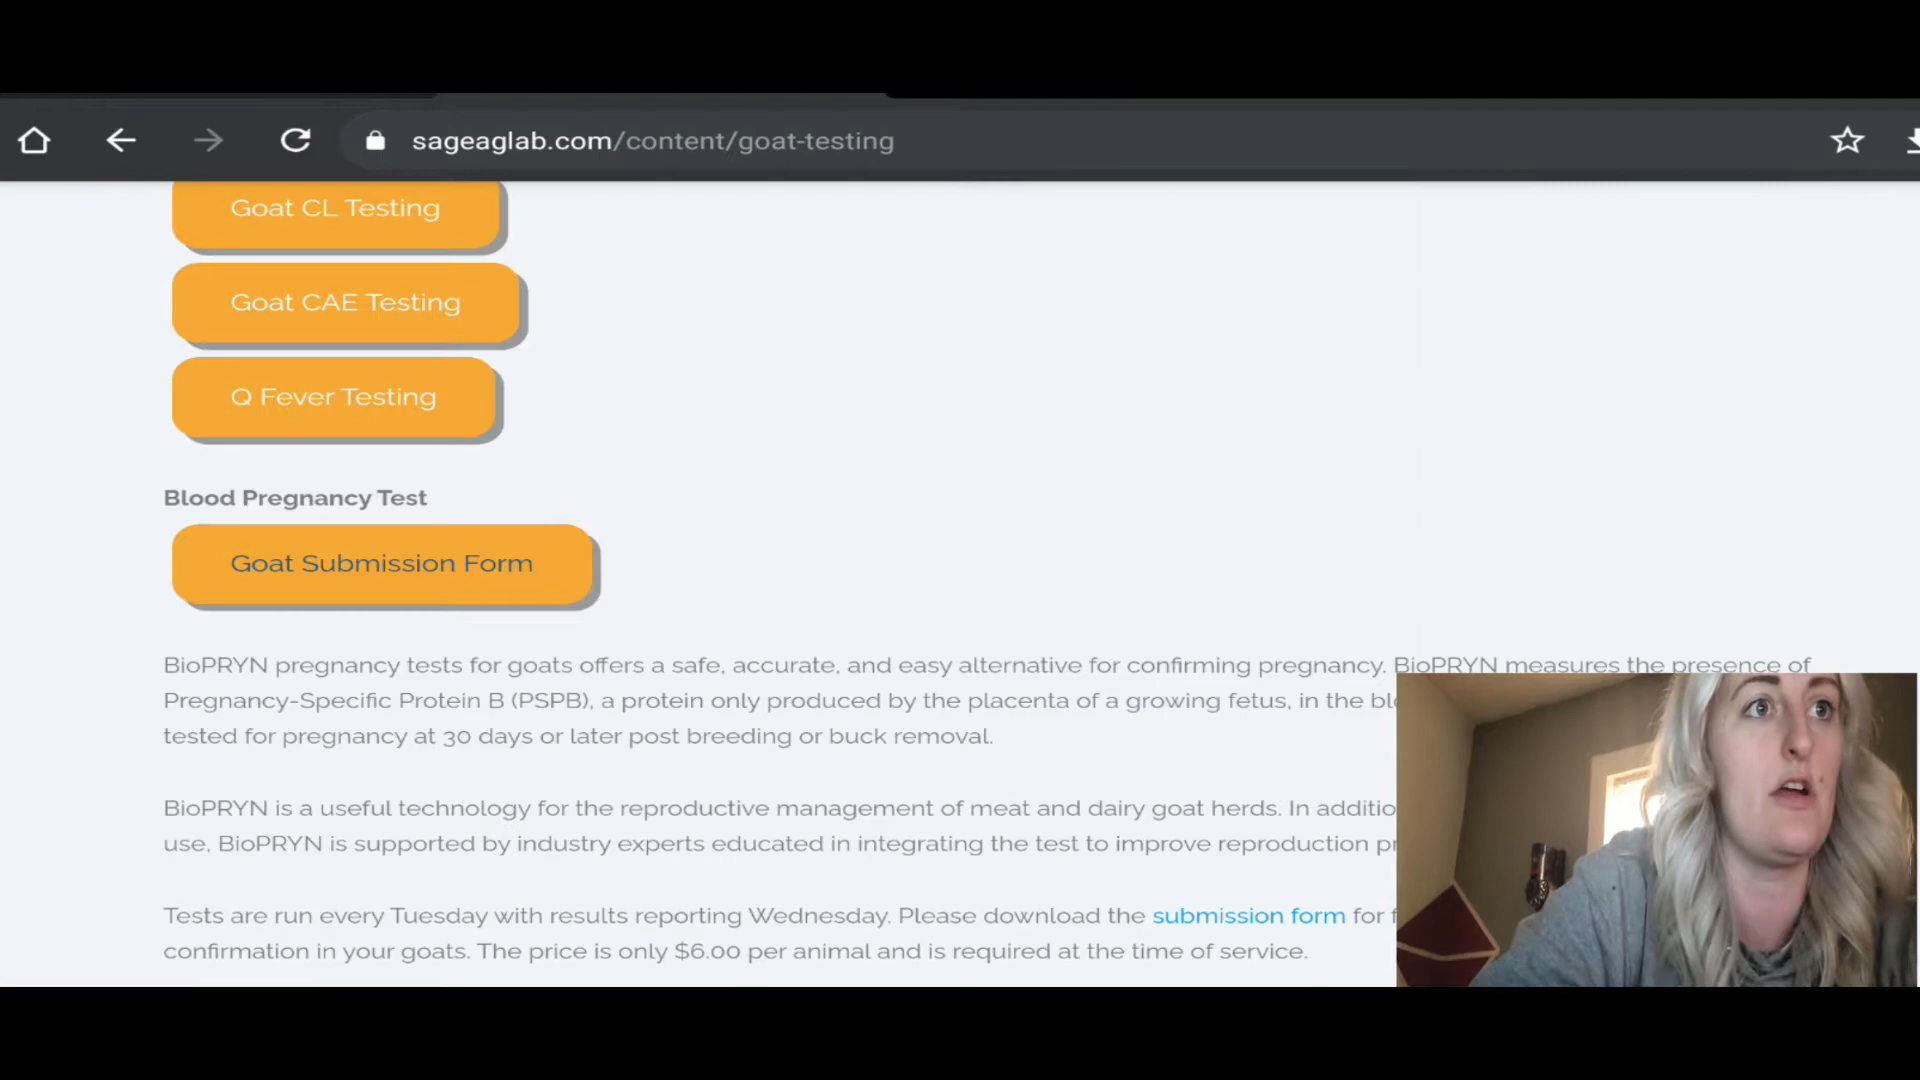 sageaglab.com/content/goat-testing
Goat CL Testing
Goat CAE Testing
Q Fever Testing
Blood Pregnancy Test
Goat Submission Form
BioPRYN pregnancy tests for goats offers a safe, accurate, and easy alternative for confirming pregnancy. BioPRYN measures the presence of
Pregnancy-Specific Protein B (PSPB), a protein only produced by the placenta of a growing fetus, in the
tested for pregnancy at 30 days or later post breeding or buck removal.
BioPRYN is a useful technology for the reproductive management of meat and dairy goat herds. In
use, BioPRYN is supported by industry experts educated in integrating the test to improve reproduction
Tests are run every Tuesday with results reporting Wednesday. Please download the submission form for
confirmation in your goats. The price is only $6.00 per animal and is required at the time of service.